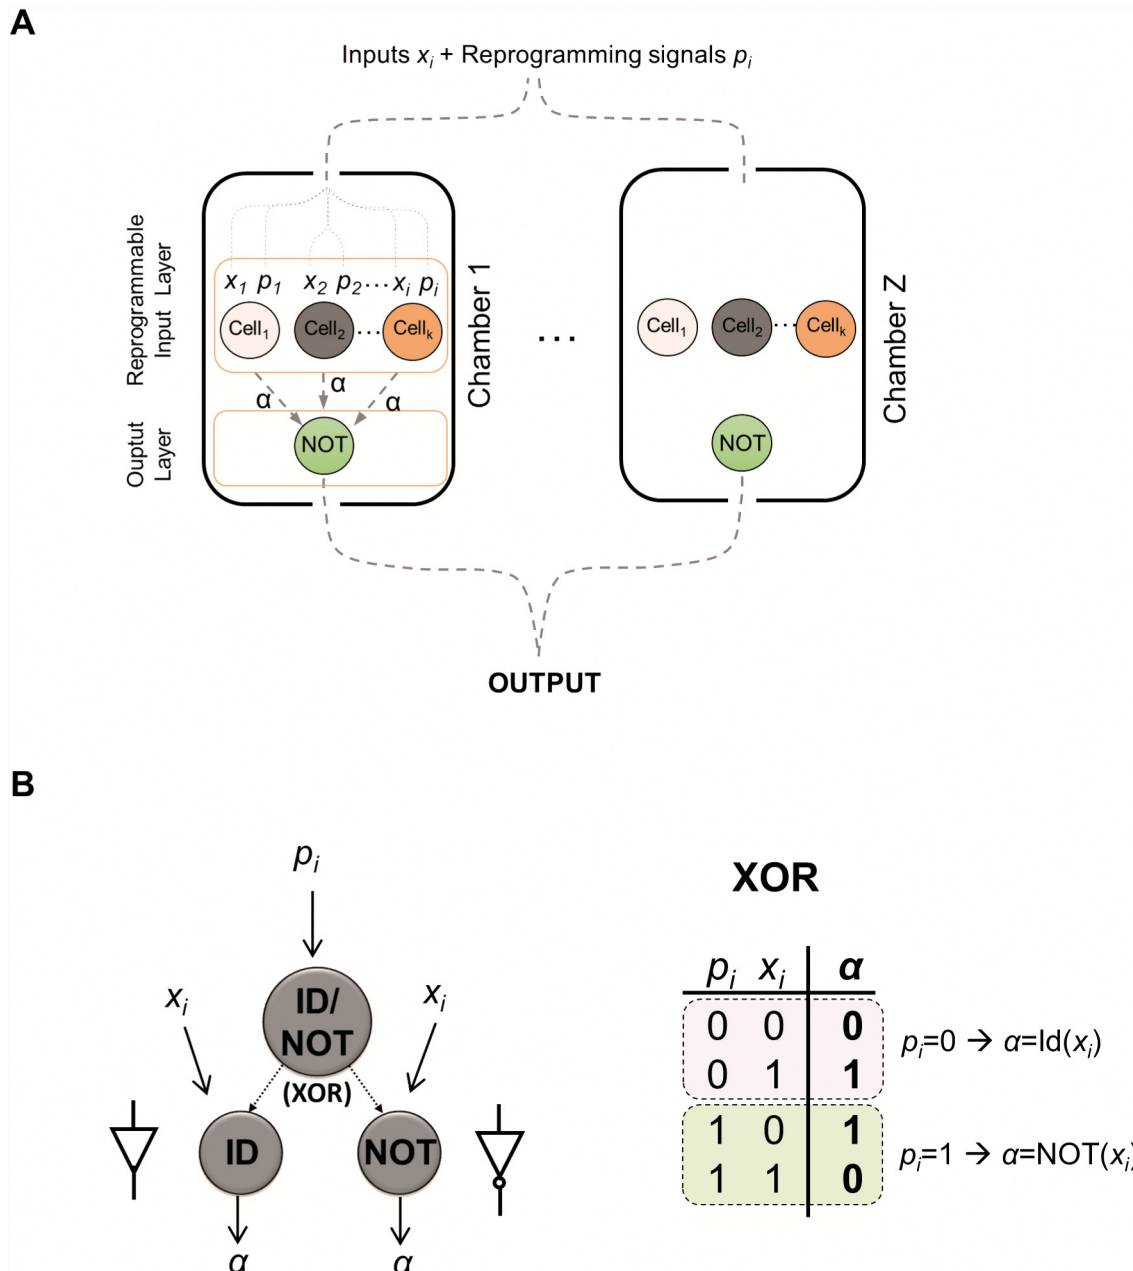 A
Inputs xi + Reprogramming signals pi
Reprogrammable
Input Layer
x1 p1 x2 p2 ··· xi pi
Cell1 Cell2 ··· Cellk
α α α
Ouptut
Layer
NOT
Chamber 1
...
Cell1 Cell2 ··· Cellk
NOT
Chamber Z
OUTPUT
B
pi
xi
ID/
NOT
(XOR)
xi
ID
NOT
α
α
XOR
pi xi α
0 0 0
0 1 1
pi=0 → α=Id(xi)
1 0 1
1 1 0
pi=1 → α=NOT(xi)